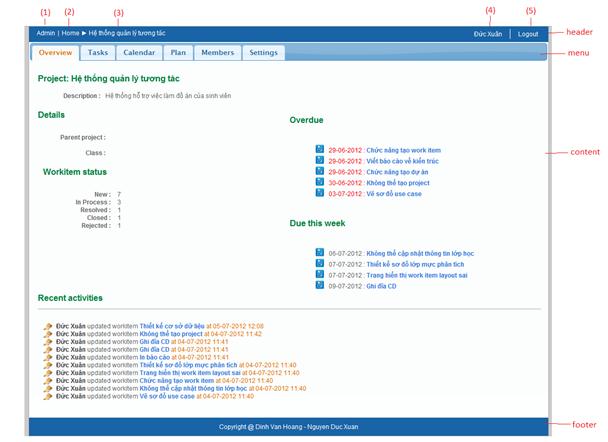 (1) (2) (3) (4) (5)
Admin | Home ► Hệ thống quản lý tương tác Đức Xuân | Logout header
Overview Tasks Calendar Plan Members Settings menu
Project: Hệ thống quản lý tương tác
Description : Hệ thống hỗ trợ việc làm đồ án của sinh viên
Details
Parent project :
Class :
Workitem status
New : 7
In Process : 3
Resolved : 1
Closed : 1
Rejected : 1
Overdue
29-06-2012 : Chức năng tạo work item
29-06-2012 : Viết báo cáo về kiến trúc
29-06-2012 : Chức năng tạo dự án
30-06-2012 : Không thể tạo project
03-07-2012 : Vẽ sơ đồ use case
content
Due this week
06-07-2012 : Không thể cập nhật thông tin lớp học
07-07-2012 : Thiết kế sơ đồ lớp mực phân tích
07-07-2012 : Trang hiển thị work item layout sai
09-07-2012 : Ghi đĩa CD
Recent activities
Đức Xuân updated workitem Thiết kế cơ sở dữ liệu at 05-07-2012 12:08
Đức Xuân updated workitem Không thể tạo project at 04-07-2012 11:42
Đức Xuân updated workitem Ghi đĩa CD at 04-07-2012 11:41
Đức Xuân updated workitem Ghi đĩa CD at 04-07-2012 11:41
Đức Xuân updated workitem In báo cáo at 04-07-2012 11:41
Đức Xuân updated workitem Thiết kế sơ đồ lớp mực phân tích at 04-07-2012 11:40
Đức Xuân updated workitem Trang hiển thị work item layout sai at 04-07-2012 11:40
Đức Xuân updated workitem Chức năng tạo work item at 04-07-2012 11:40
Đức Xuân updated workitem Không thể cập nhật thông tin lớp học at 04-07-2012 11:40
Đức Xuân updated workitem Vẽ sơ đồ use case at 04-07-2012 11:40
Copyright @ Dinh Van Hoang - Nguyen Duc Xuan footer